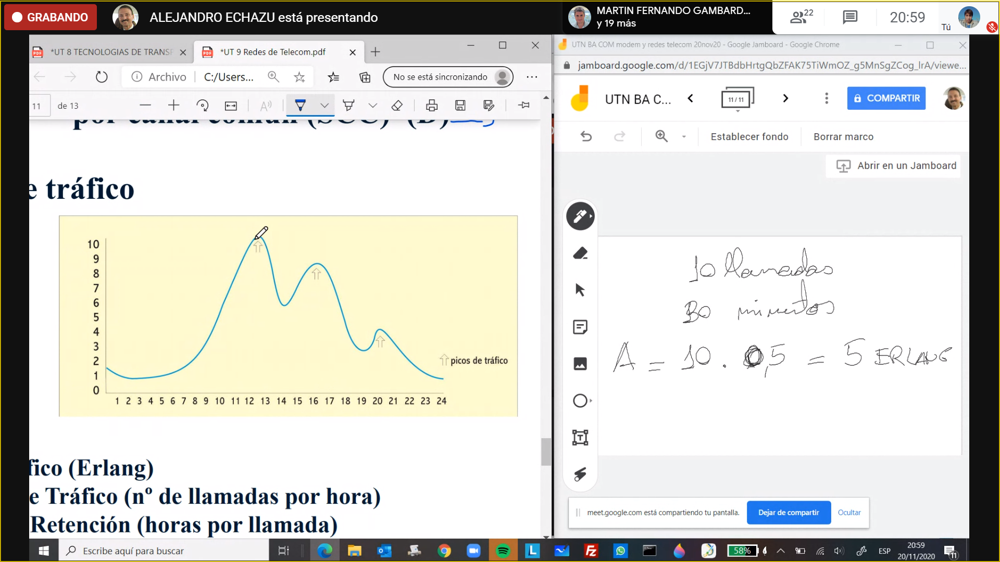 GRABANDO
ALEJANDRO ECHAZU está presentando
MARTIN FERNANDO GAMBARD...
y 19 más
22
20:59
Tú
*UT 8 TECNOLOGIAS DE TRANSF
*UT 9 Redes de Telecom.pdf
Archivo
C:/Users...
No se está sincronizando
11
de 13
por canal común (SCC) (D)
e tráfico
10
9
8
7
6
5
4
3
2
1
0
1 2 3 4 5 6 7 8 9 10 11 12 13 14 15 16 17 18 19 20 21 22 23 24
picos de tráfico
fico (Erlang)
e Tráfico (nº de llamadas por hora)
Retención (horas por llamada)
UTN BA COM modem y redes telecom 20nov20 - Google Jamboard - Google Chrome
jamboard.google.com/d/1EGjV7JTBdbHrtgQbZFAK75TiWmOZ_g5MnSgZCog_lrA/viewe...
UTN BA C...
11 / 11
COMPARTIR
Establecer fondo
Borrar marco
Abrir en un Jamboard
10 llamadas
30 minutos
A = 10 . 0,5 = 5 ERLANG
meet.google.com está compartiendo tu pantalla.
Dejar de compartir
Ocultar
Escribe aquí para buscar
58%
ESP
20:59
20/11/2020
11